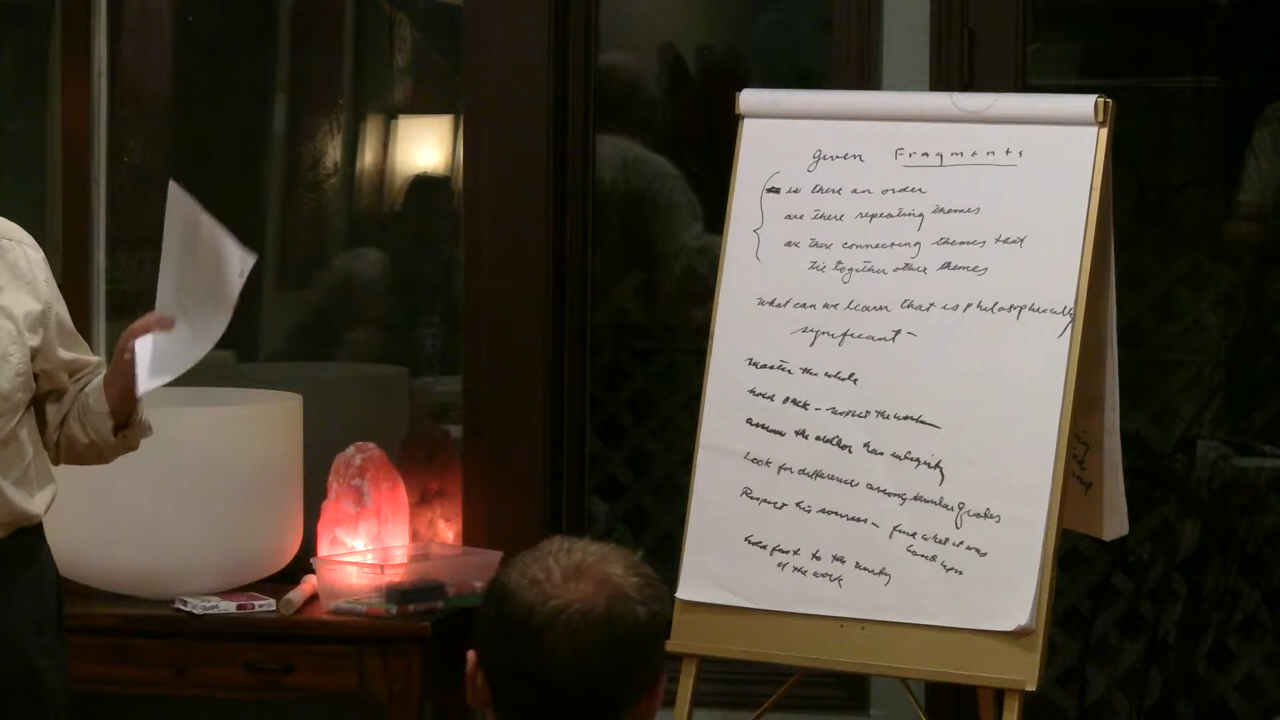 given Fragments
is there an order
are there repeating themes
are there connecting themes that
tie together other themes
what can we learn that is philosophically
significant -
master the whole
hold back - respect the work
assume the author has integrity
Look for difference among similar quotes
Respect his sources - find what it was
based upon
hold fast to the unity
of the work